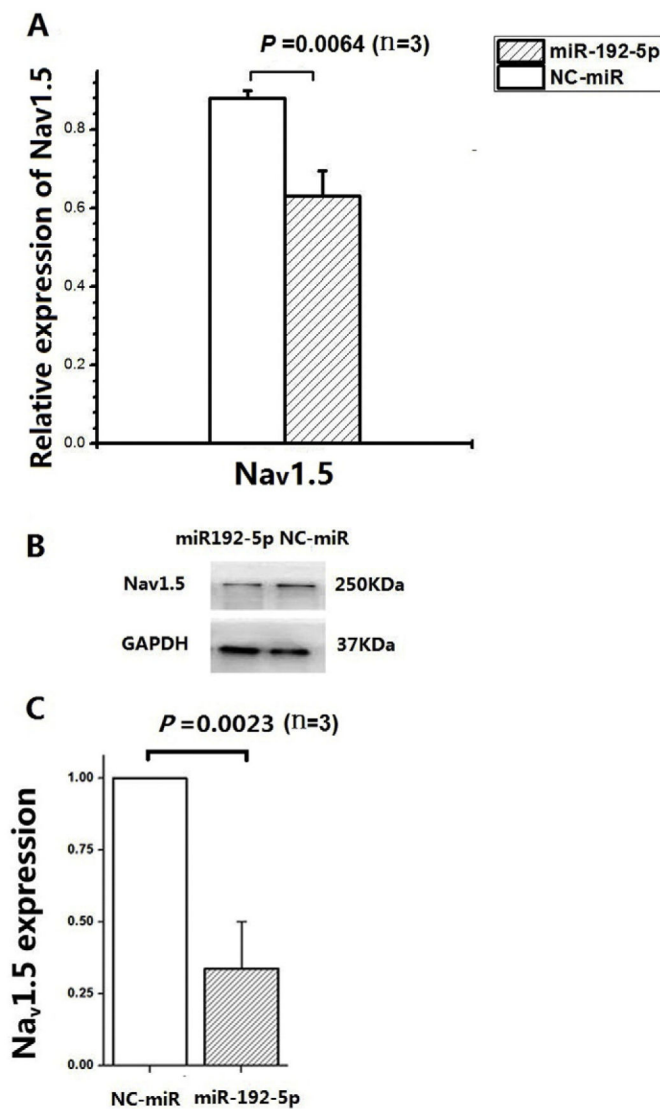 A
P =0.0064 (n=3)
miR-192-5p
NC-miR
Relative expression of Nav1.5
0.8
0.6
0.4
0.2
0.0
Nav1.5
B
miR192-5p NC-miR
Nav1.5 250KDa
GAPDH 37KDa
C
P =0.0023 (n=3)
Nav1.5 expression
1.00
0.75
0.50
0.25
0.00
NC-miR miR-192-5p